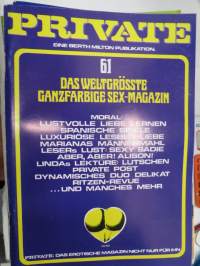 PRIVATE
EINE BERTH MILTON PUBLIKATION.
61
DAS WELTGRÖSSTE
GANZFARBIGE SEX-MAGAZIN
MORAL:
LUSTVOLLE LIEBE LERNEN
SPANISCHE SPIELE
LUXURIÖSE LESBENLIEBE
MARIANAS MÄNNERMAHL
LESERS LUST: SEXY SADIE
ABER, ABER! ALISON!
LINDAS LEKTÜRE: LUTSCHEN
PRIVATE POST
DYNAMISCHES DUO DELIKAT
RITZEN-REVUE
...UND MANCHES MEHR
PRIVATE: DAS EROTISCHE MAGAZIN NICHT NUR FÜR IHN